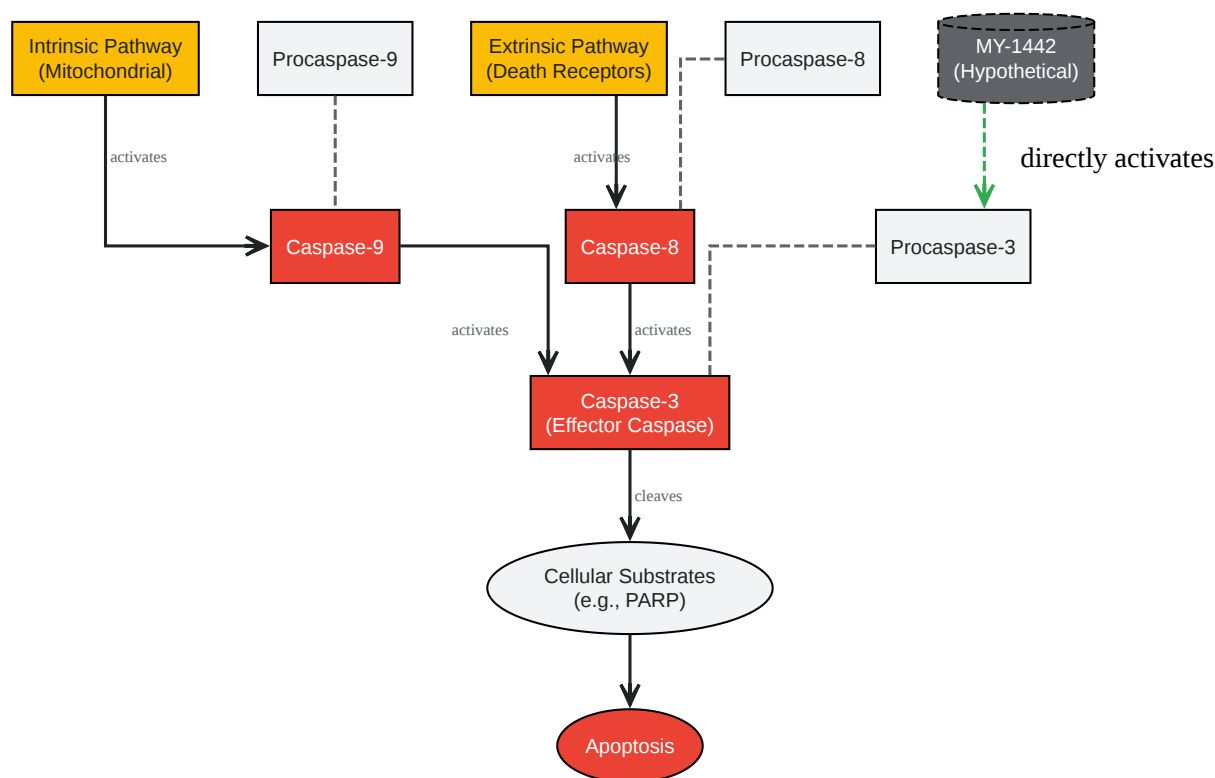 Intrinsic Pathway
(Mitochondrial)
Procaspase-9
Extrinsic Pathway
(Death Receptors)
Procaspase-8
MY-1442
(Hypothetical)
activates
activates
directly activates
Caspase-9
Caspase-8
Procaspase-3
activates
activates
Caspase-3
(Effector Caspase)
cleaves
Cellular Substrates
(e.g., PARP)
Apoptosis